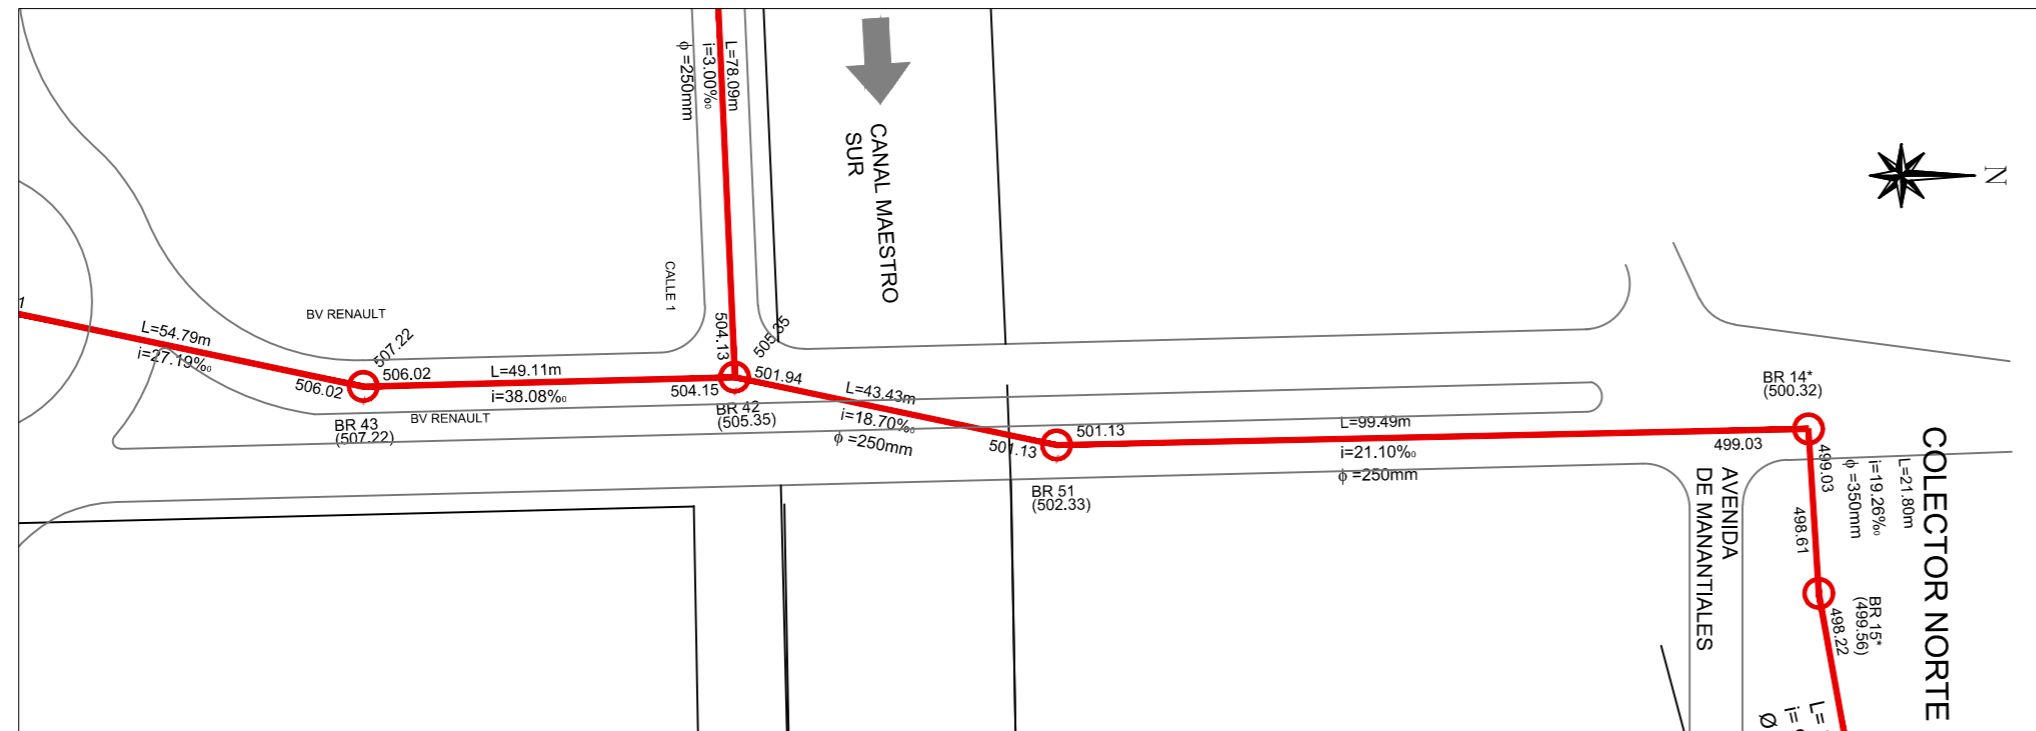 L=78.09m
i=3.00‰
ϕ =250mm
CANAL MAESTRO
SUR
N
CALLE 1
BV RENAULT
1
L=54.79m
i=27.19‰
507.22
506.02
506.02
BR 43
(507.22)
L=49.11m
i=38.08‰
BV RENAULT
504.13
505.35
504.15
501.94
BR 42
(505.35)
L=43.43m
i=18.70‰
ϕ =250mm
501.13
501.13
BR 51
(502.33)
L=99.49m
i=21.10‰
ϕ =250mm
BR 14*
(500.32)
499.03
499.03
L=21.80m
i=19.26‰
ϕ =350mm
498.61
AVENIDA
DE MANANTIALES
BR 15*
(499.56)
498.22
COLECTOR NORTE
L=
i=
Ø